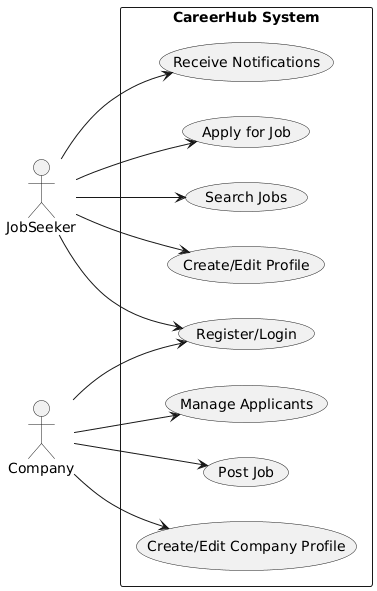 CareerHub System
Receive Notifications
Apply for Job
Search Jobs
JobSeeker
Create/Edit Profile
Register/Login
Manage Applicants
Company
Post Job
Create/Edit Company Profile